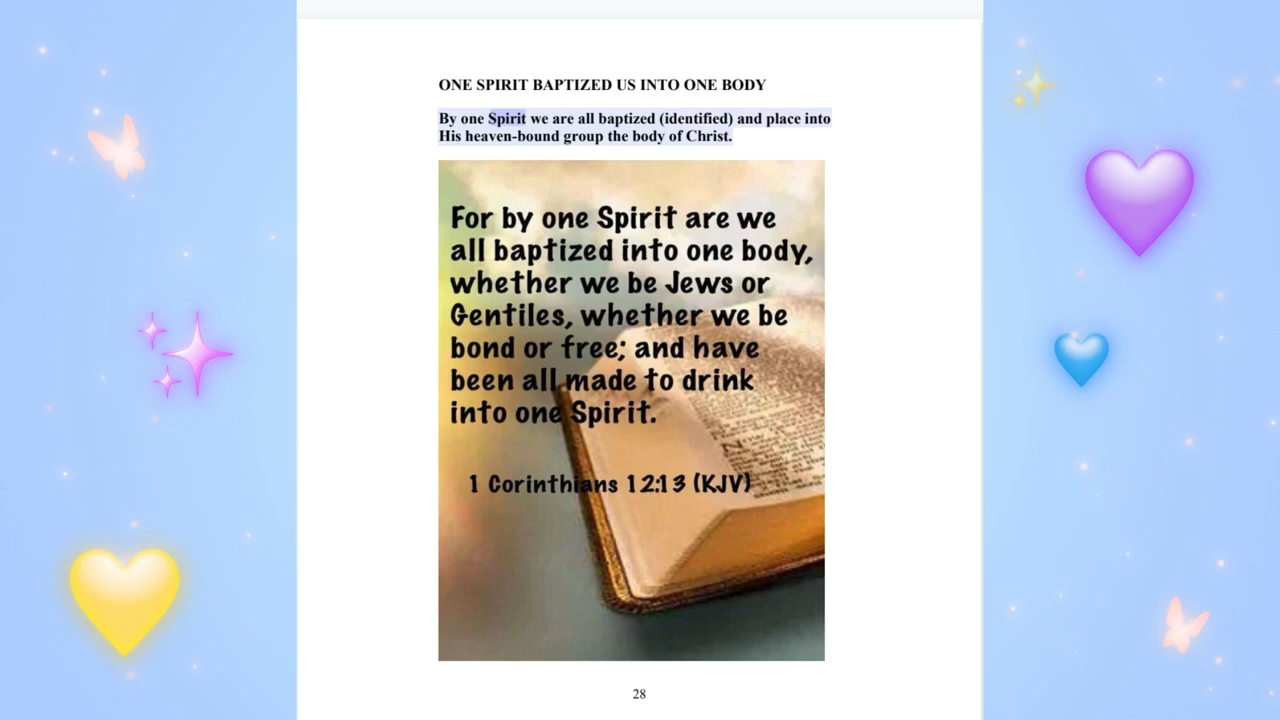 ONE SPIRIT BAPTIZED US INTO ONE BODY
By one Spirit we are all baptized (identified) and place into
His heaven-bound group the body of Christ.
For by one Spirit are we
all baptized into one body,
whether we be Jews or
Gentiles, whether we be
bond or free; and have
been all made to drink
into one Spirit.
1 Corinthians 12:13 (KJV)
28